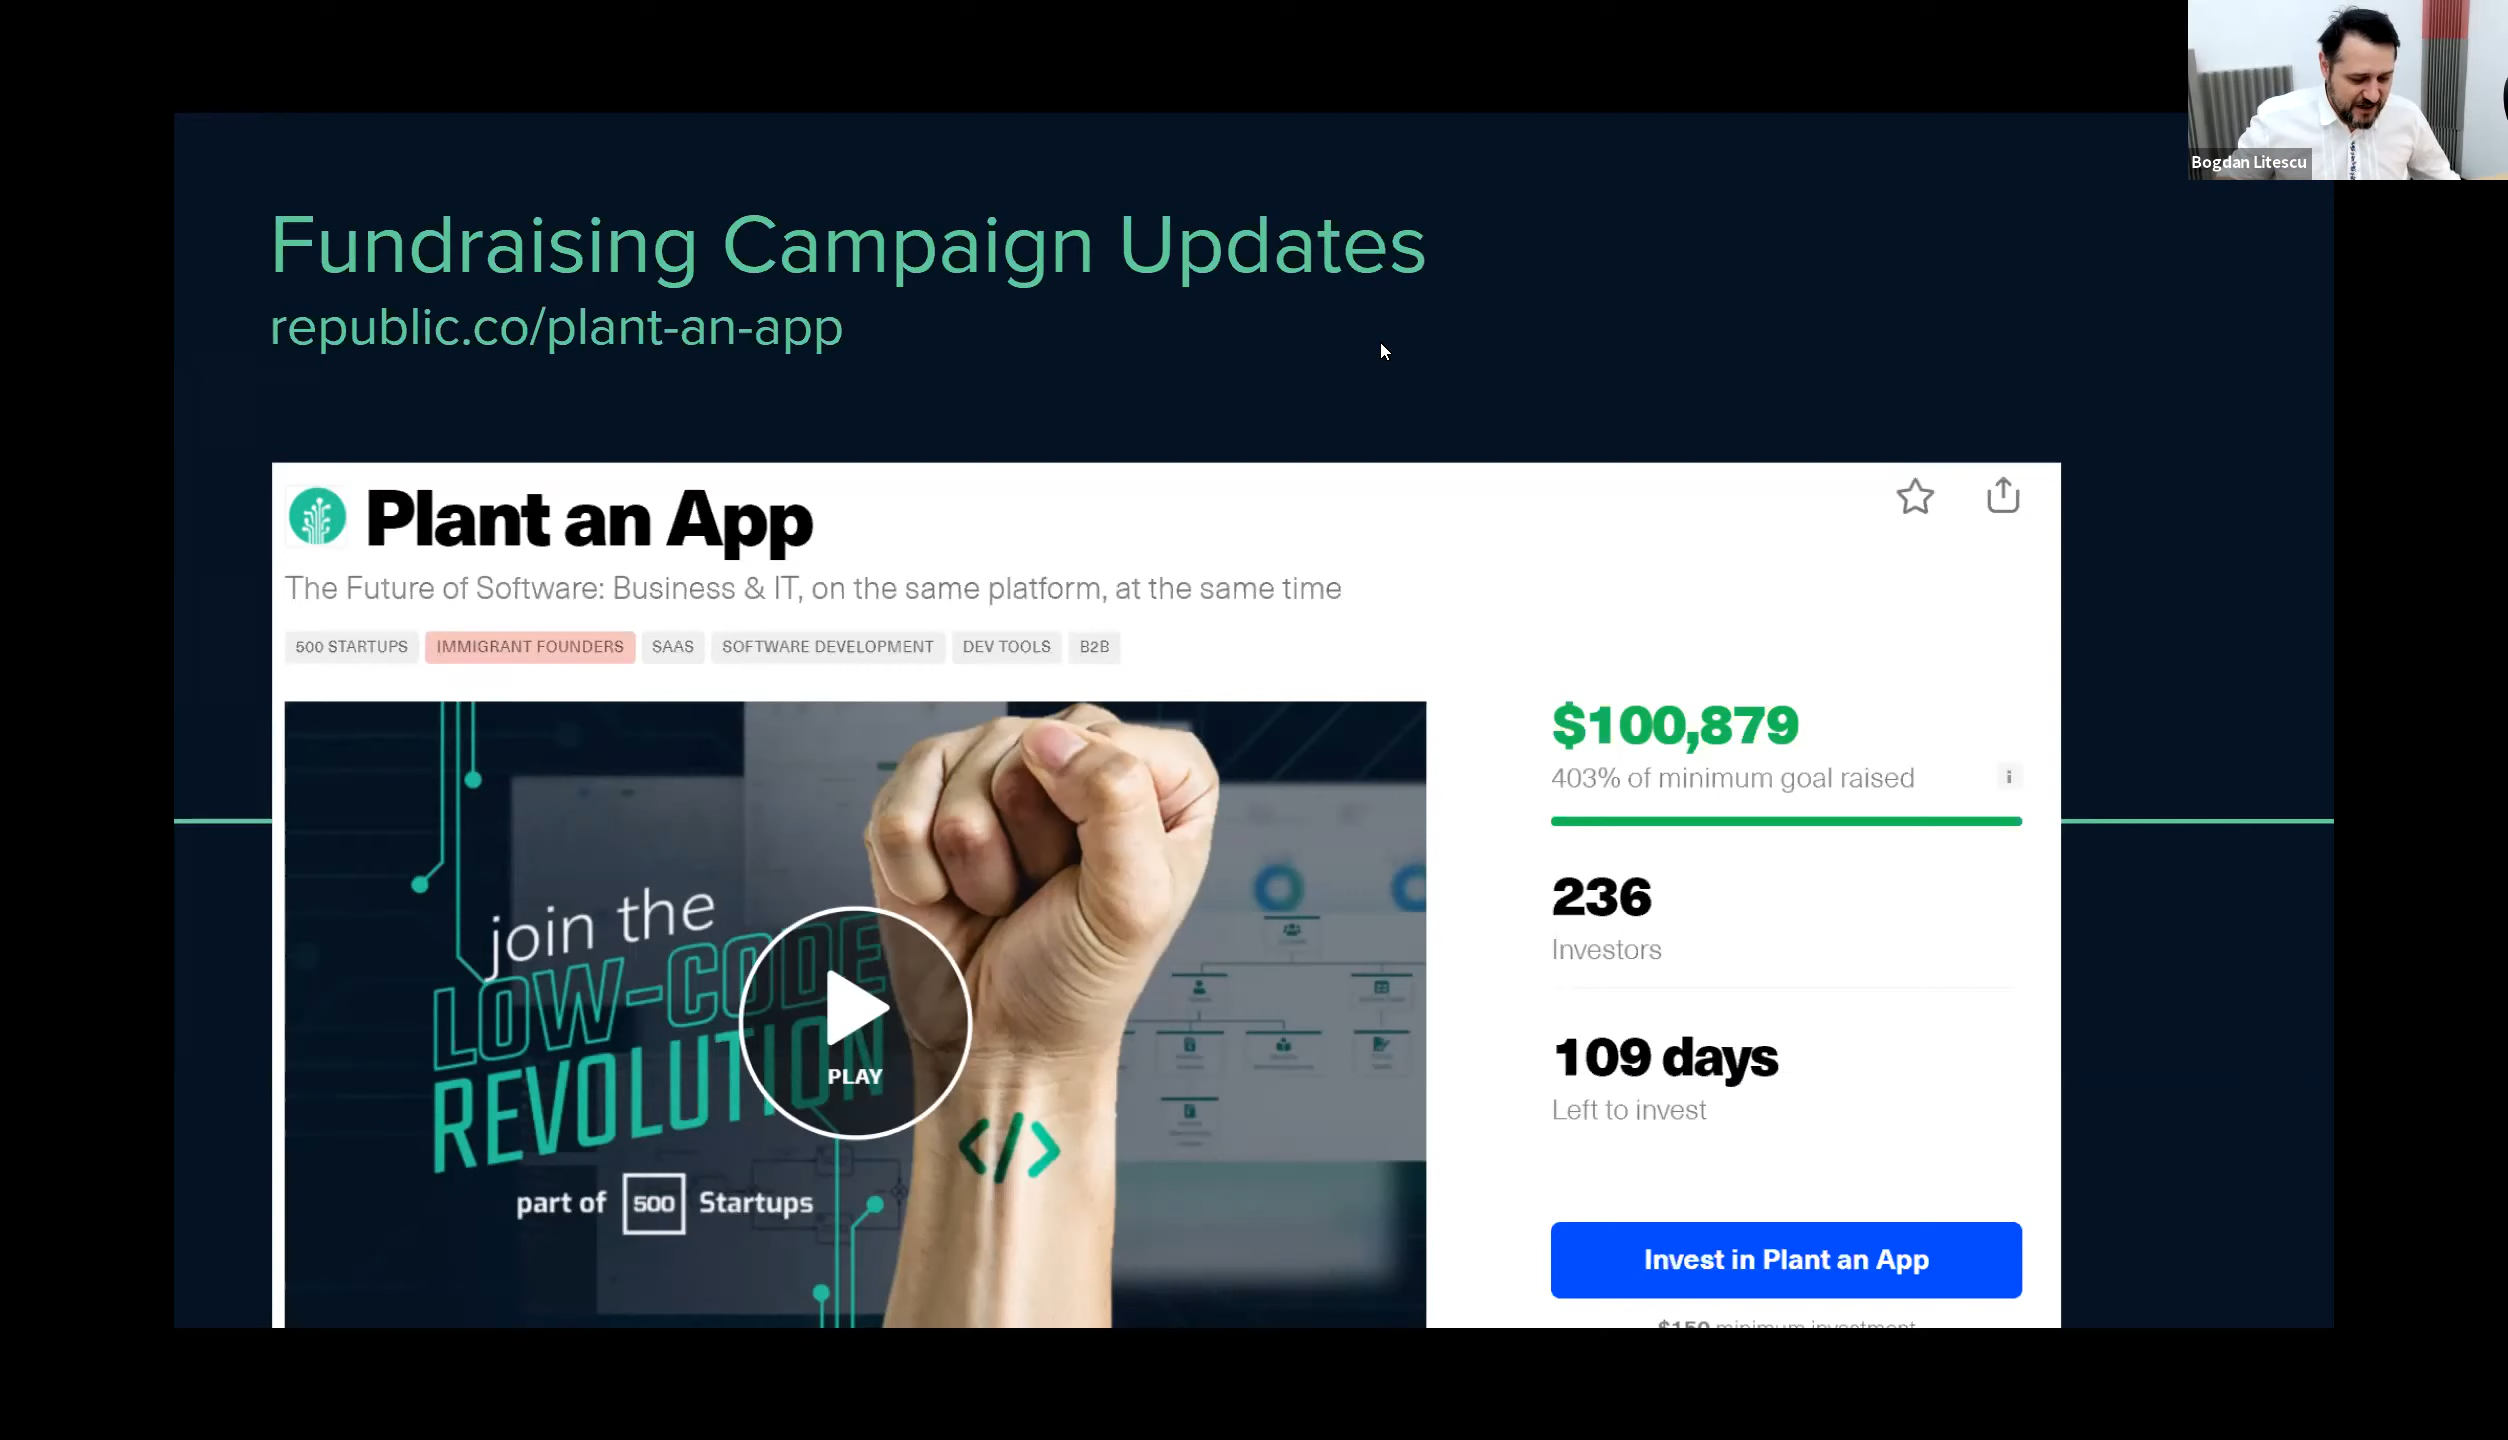 Bogdan Litescu
Fundraising Campaign Updates
republic.co/plant-an-app
Plant an App
The Future of Software: Business & IT, on the same platform, at the same time
500 STARTUPS
IMMIGRANT FOUNDERS
SAAS
SOFTWARE DEVELOPMENT
DEV TOOLS
B2B
join the
LOW-CODE
REVOLUTION
PLAY
</>
part of 500 Startups
$100,879
403% of minimum goal raised
i
236
Investors
109 days
Left to invest
Invest in Plant an App
$150 minimum investment